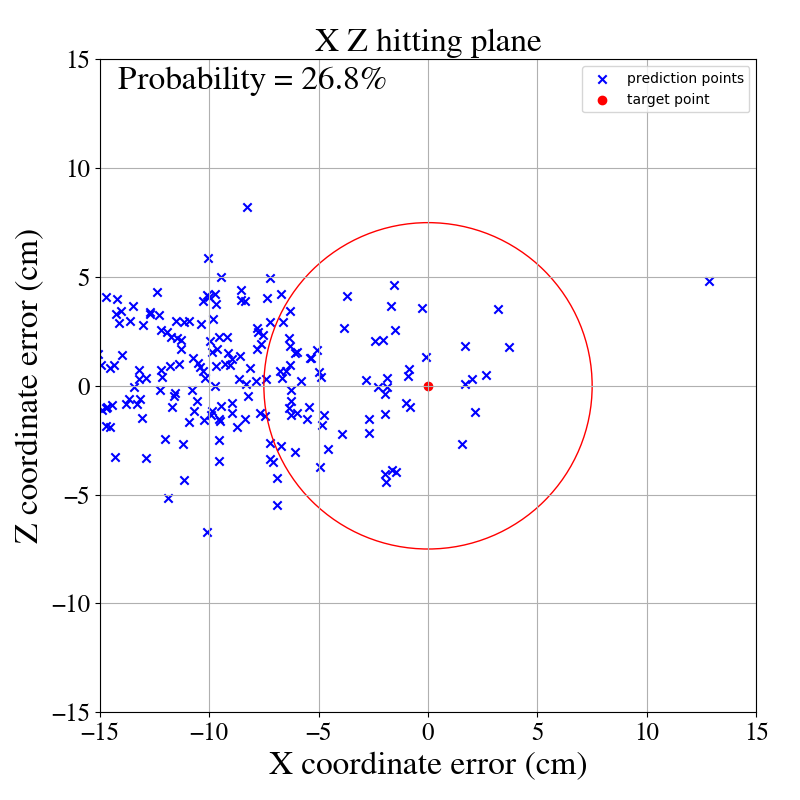 X Z hitting plane
Probability = 26.8%
prediction points
target point
Z coordinate error (cm)
15
10
5
0
−5
−10
−15
−15 −10 −5 0 5 10 15
X coordinate error (cm)